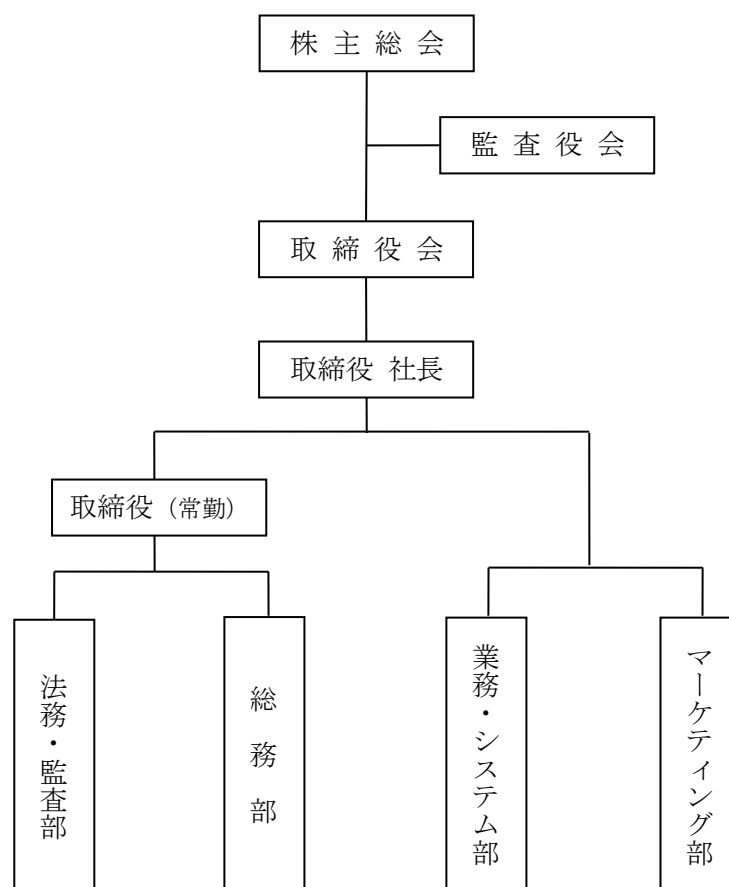 株主総会
監査役会
取締役会
取締役 社長
取締役（常勤）
法務・監査部
総務部
業務・システム部
マーケティング部